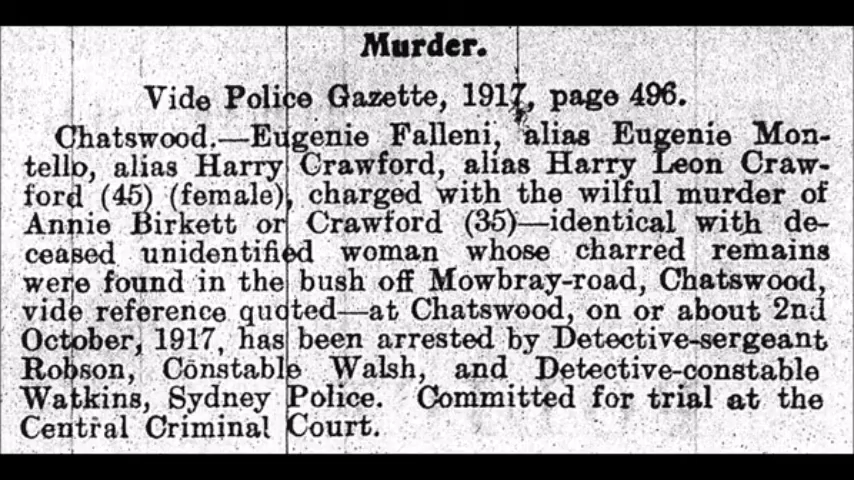 Murder.
Vide Police Gazette, 1917, page 496.
Chatswood.—Eugenie Falleni, alias Eugenie Mon-
tello, alias Harry Crawford, alias Harry Leon Craw-
ford (45) (female), charged with the wilful murder of
Annie Birkett or Crawford (35)—identical with de-
ceased unidentified woman whose charred remains
were found in the bush off Mowbray-road, Chatswood,
vide reference quoted—at Chatswood, on or about 2nd
October, 1917, has been arrested by Detective-sergeant
Robson, Constable Walsh, and Detective-constable
Watkins, Sydney Police. Committed for trial at the
Central Criminal Court.